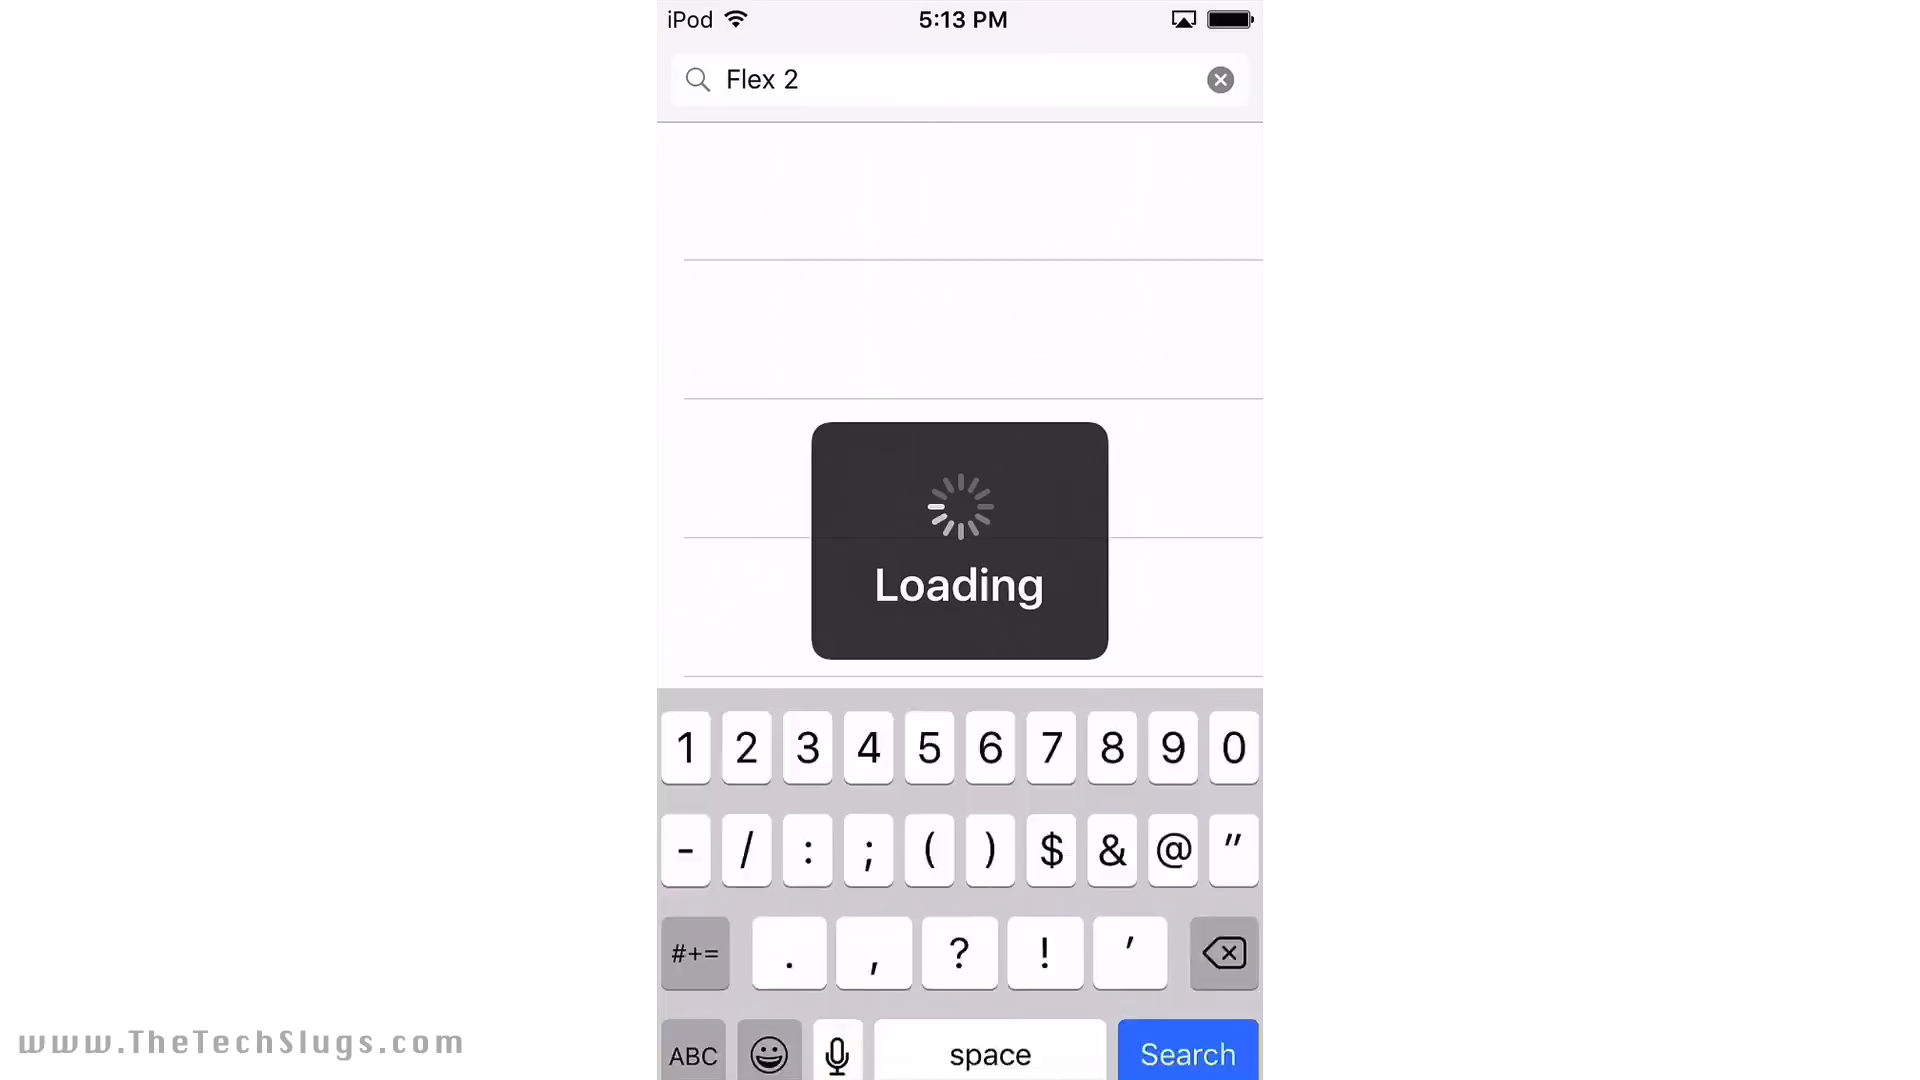 iPod 5:13 PM
Flex 2
Loading
1 2 3 4 5 6 7 8 9 0
- / : ; ( ) $ & @ "
#+= . , ? ! '
ABC space Search
www.TheTechSlugs.com